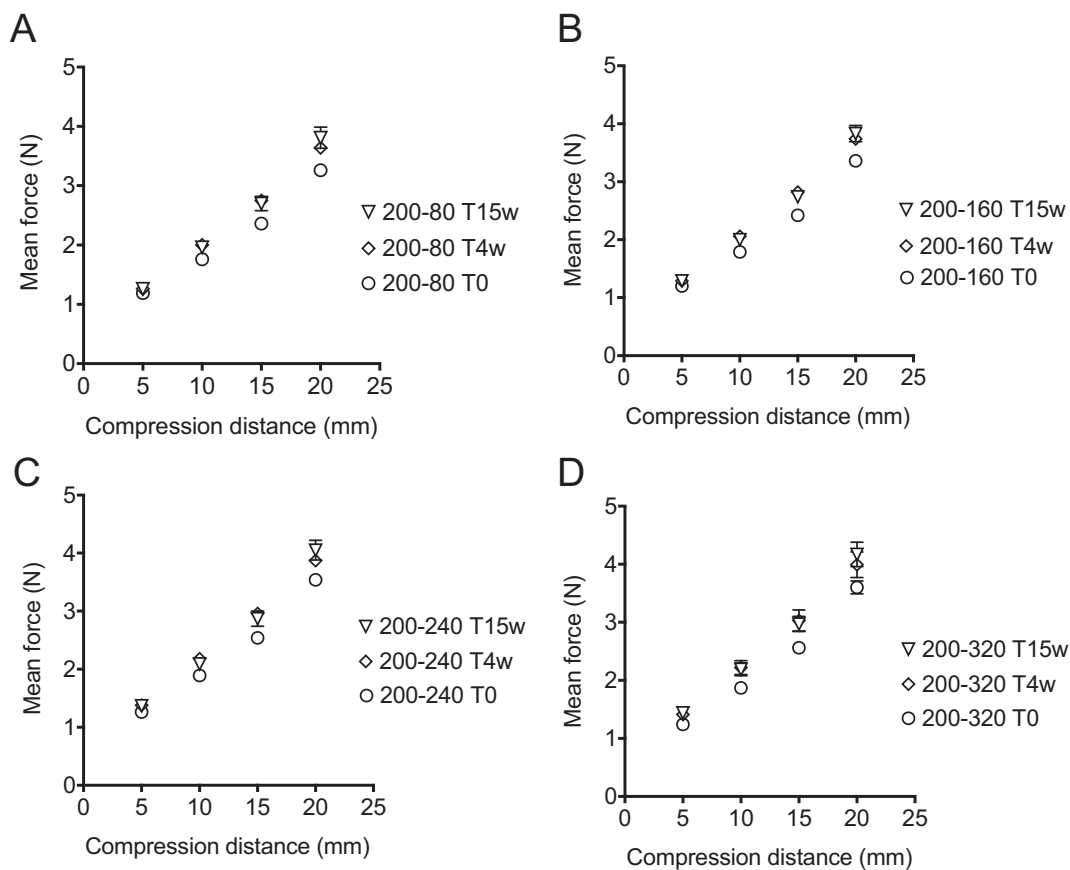 A
5
4
3
2
1
0
0 5 10 15 20 25
Mean force (N)
Compression distance (mm)
200-80 T15w
200-80 T4w
200-80 T0
B
5
4
3
2
1
0
0 5 10 15 20 25
Mean force (N)
Compression distance (mm)
200-160 T15w
200-160 T4w
200-160 T0
C
5
4
3
2
1
0
0 5 10 15 20 25
Mean force (N)
Compression distance (mm)
200-240 T15w
200-240 T4w
200-240 T0
D
5
4
3
2
1
0
0 5 10 15 20 25
Mean force (N)
Compression distance (mm)
200-320 T15w
200-320 T4w
200-320 T0